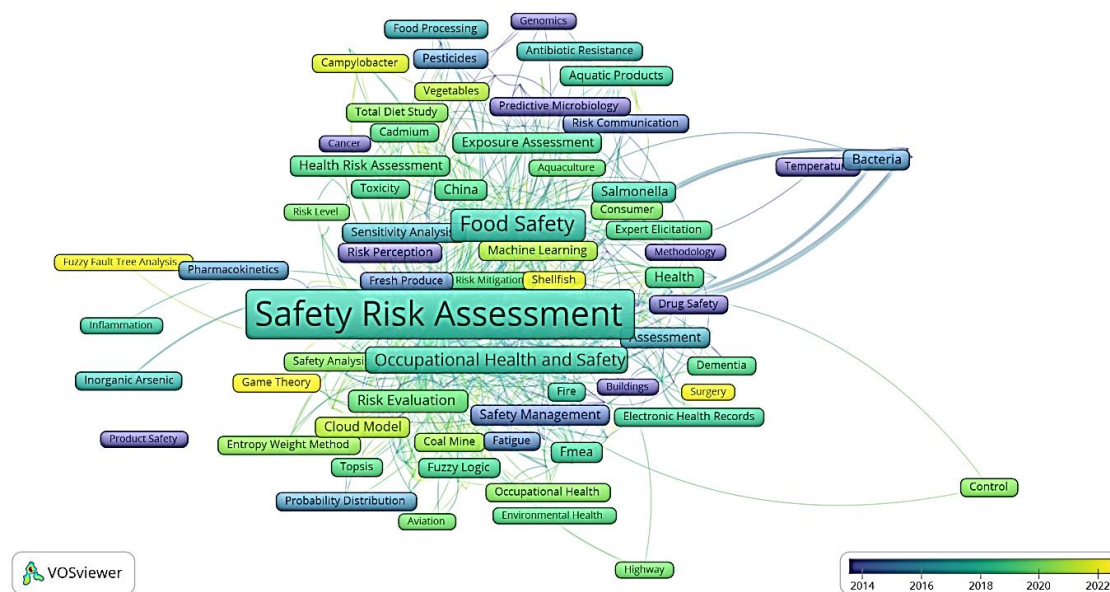 Genomics
Food Processing
Antibiotic Resistance
Pesticides
Campylobacter
Aquatic Products
Vegetables
Predictive Microbiology
Total Diet Study
Risk Communication
Cadmium
Cancer
Exposure Assessment
Bacteria
Health Risk Assessment
Aquaculture
Temperature
Toxicity
China
Salmonella
Risk Level
Consumer
Food Safety
Expert Elicitation
Sensitivity Analysis
Risk Perception
Machine Learning
Methodology
Fuzzy Fault Tree Analysis
Pharmacokinetics
Fresh Produce
Risk Mitigation
Shellfish
Health
Drug Safety
Safety Risk Assessment
Inflammation
Assessment
Safety Analysis
Occupational Health and Safety
Dementia
Inorganic Arsenic
Game Theory
Fire
Buildings
Surgery
Risk Evaluation
Safety Management
Electronic Health Records
Cloud Model
Product Safety
Entropy Weight Method
Coal Mine
Fatigue
Fmea
Topsis
Fuzzy Logic
Control
Probability Distribution
Occupational Health
Aviation
Environmental Health
Highway
VOSviewer
2014 2016 2018 2020 2022